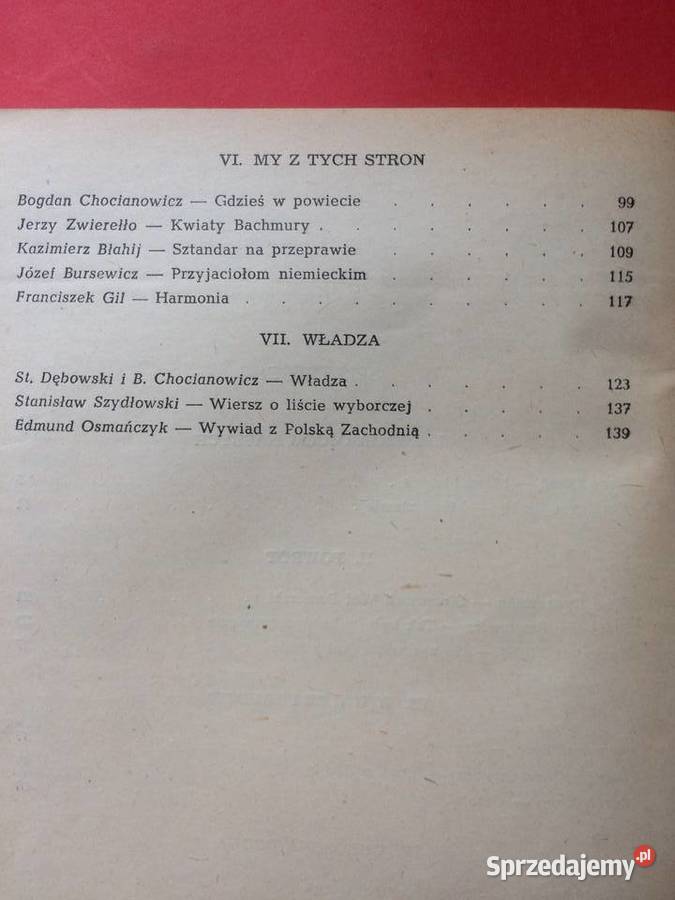 VI. MY Z TYCH STRON
Bogdan Chocianowicz — Gdzieś w powiecie . . . . . . 99
Jerzy Zwierełło — Kwiaty Bachmury . . . . . . . 107
Kazimierz Błahij — Sztandar na przeprawie . . . . . . 109
Józef Bursewicz — Przyjaciołom niemieckim . . . . . . 115
Franciszek Gil — Harmonia . . . . . . . . . 117
VII. WŁADZA
St. Dębowski i B. Chocianowicz — Władza . . . . . . . 123
Stanisław Szydłowski — Wiersz o liście wyborczej . . . . . 137
Edmund Osmańczyk — Wywiad z Polską Zachodnią . . . . . 139
Sprzedajemy.pl